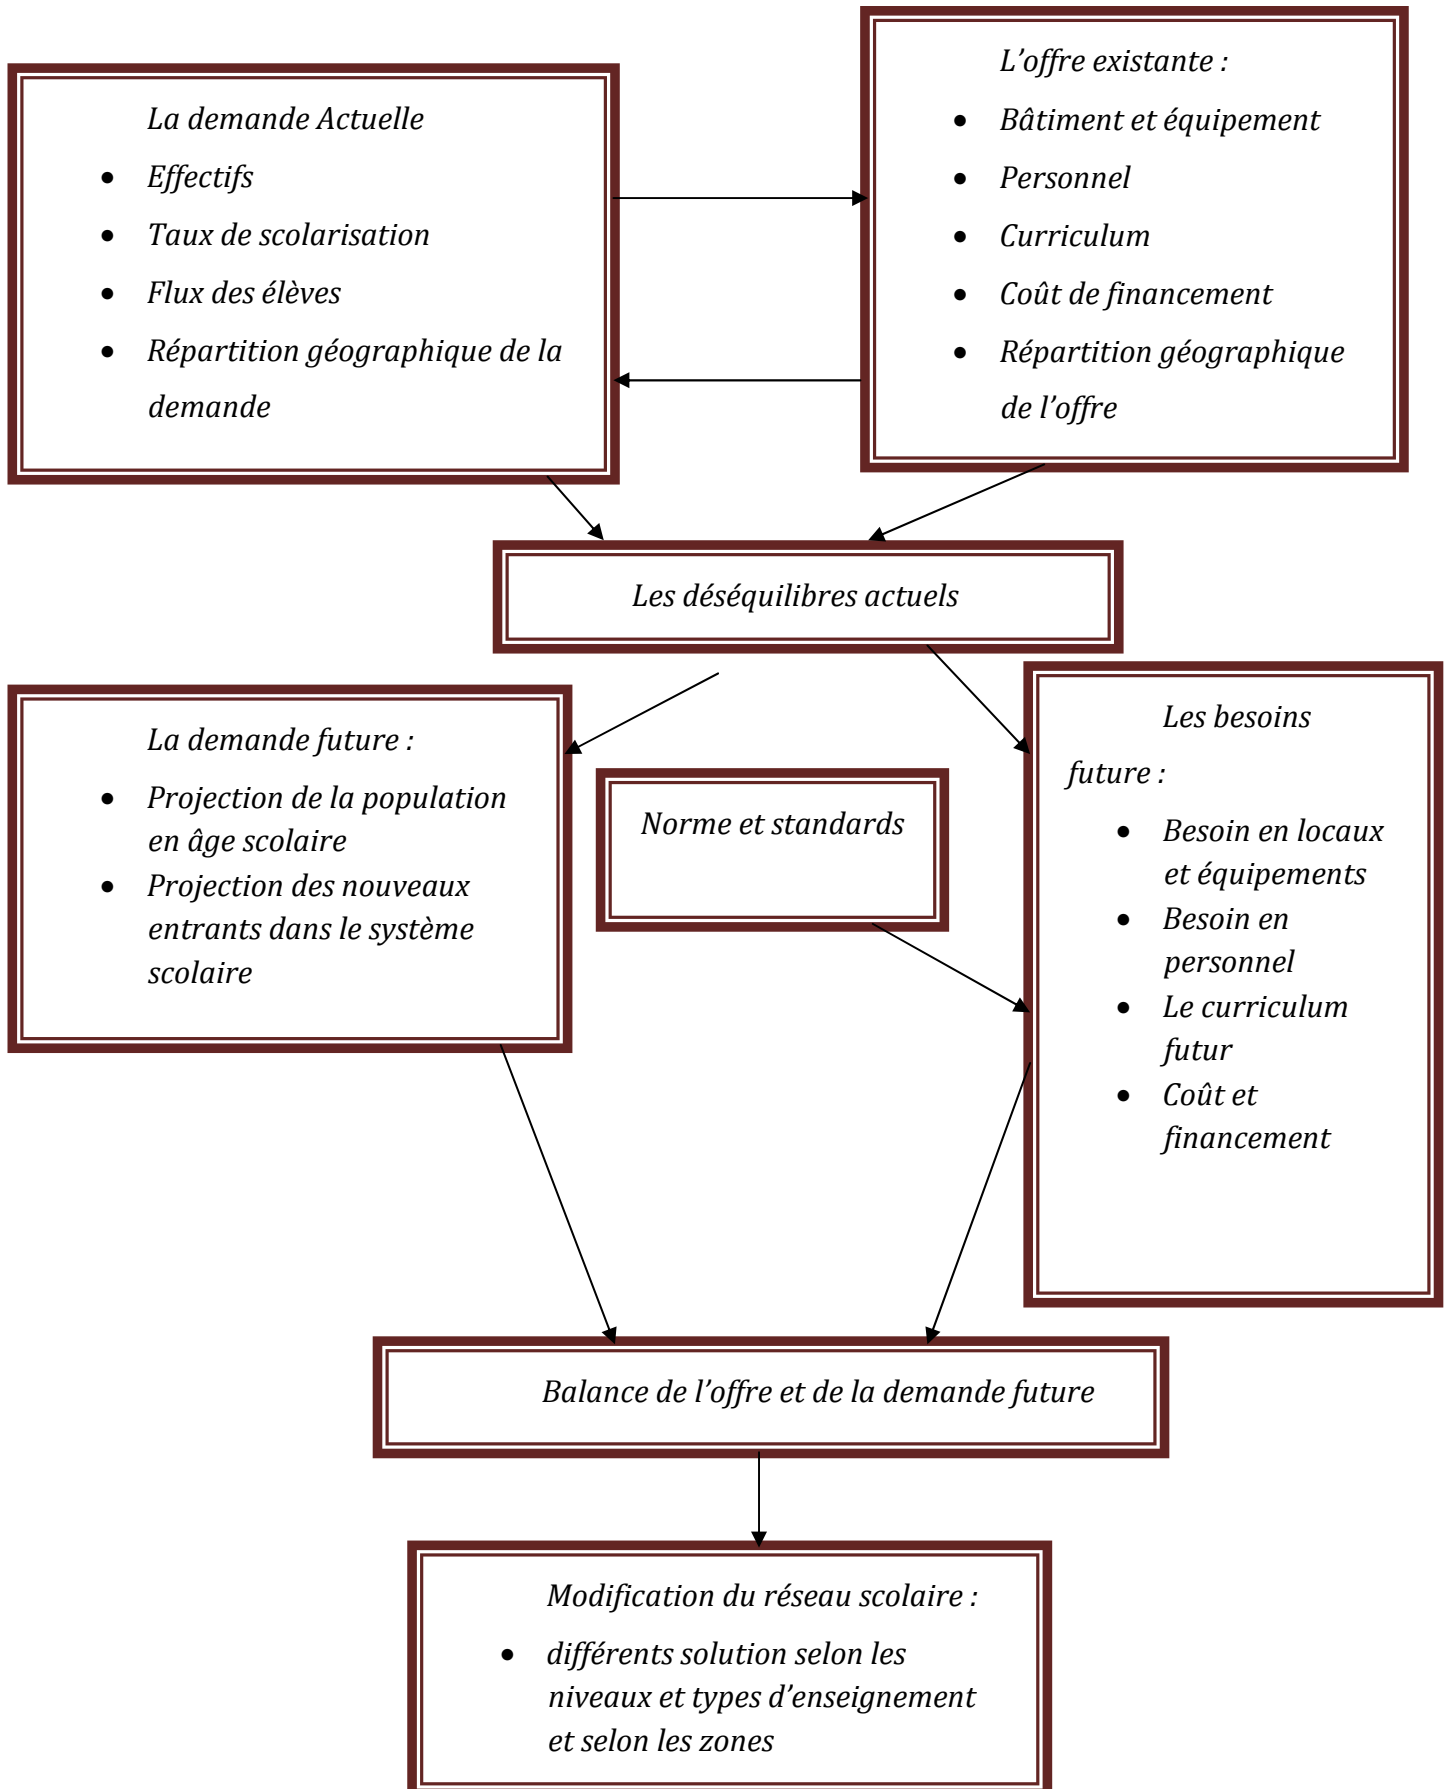 La demande Actuelle
• Effectifs
• Taux de scolarisation
• Flux des élèves
• Répartition géographique de la
demande
L’offre existante :
• Bâtiment et équipement
• Personnel
• Curriculum
• Coût de financement
• Répartition géographique
de l’offre
Les déséquilibres actuels
La demande future :
• Projection de la population
en âge scolaire
• Projection des nouveaux
entrants dans le système
scolaire
Norme et standards
Les besoins
future :
• Besoin en locaux
et équipements
• Besoin en
personnel
• Le curriculum
futur
• Coût et
financement
Balance de l’offre et de la demande future
Modification du réseau scolaire :
• différents solution selon les
niveaux et types d’enseignement
et selon les zones